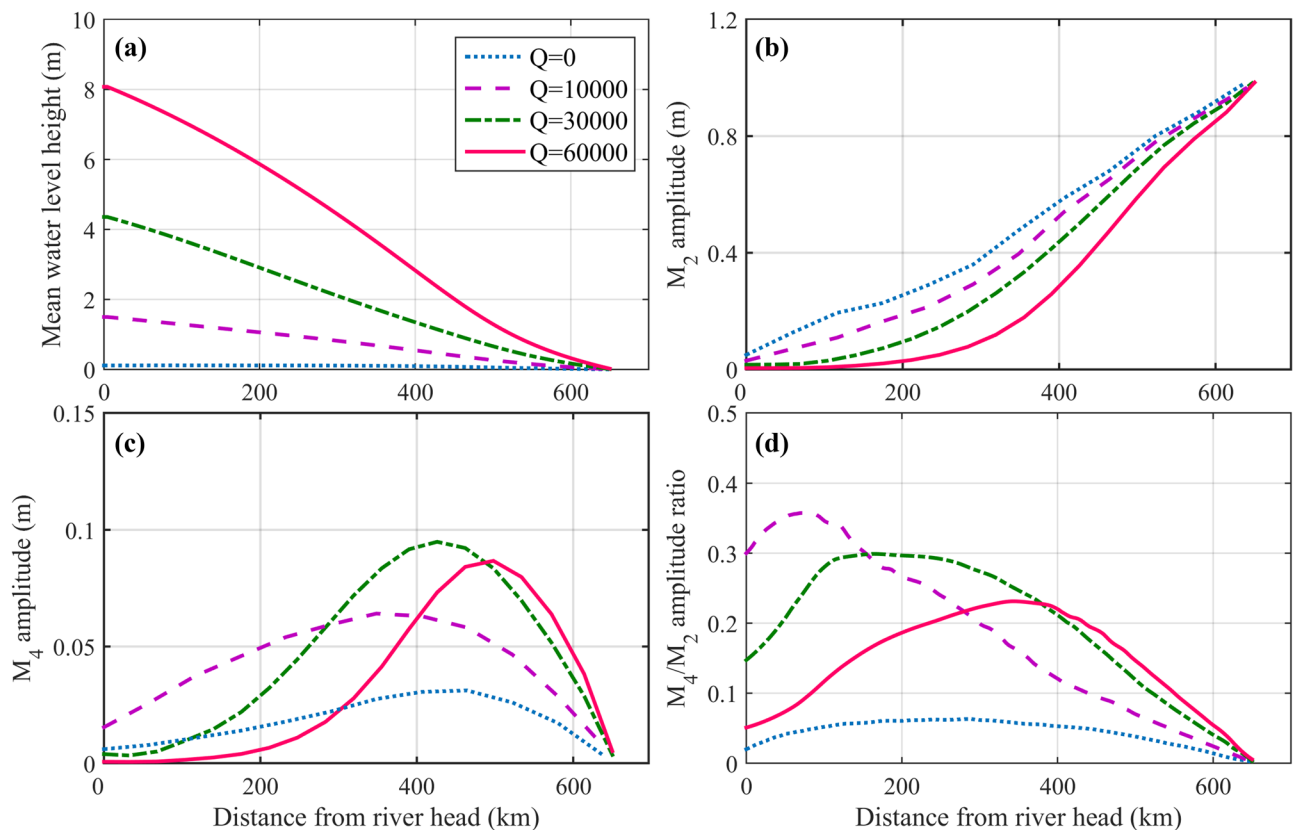 (a)
Mean water level height (m)
10
8
6
4
2
0
0
200
400
600
Q=0
Q=10000
Q=30000
Q=60000
(b)
M2 amplitude (m)
1.2
0.8
0.4
0
0
200
400
600
(c)
M4 amplitude (m)
0.15
0.1
0.05
0
0
200
400
600
Distance from river head (km)
(d)
M4/M2 amplitude ratio
0.5
0.4
0.3
0.2
0.1
0
0
200
400
600
Distance from river head (km)